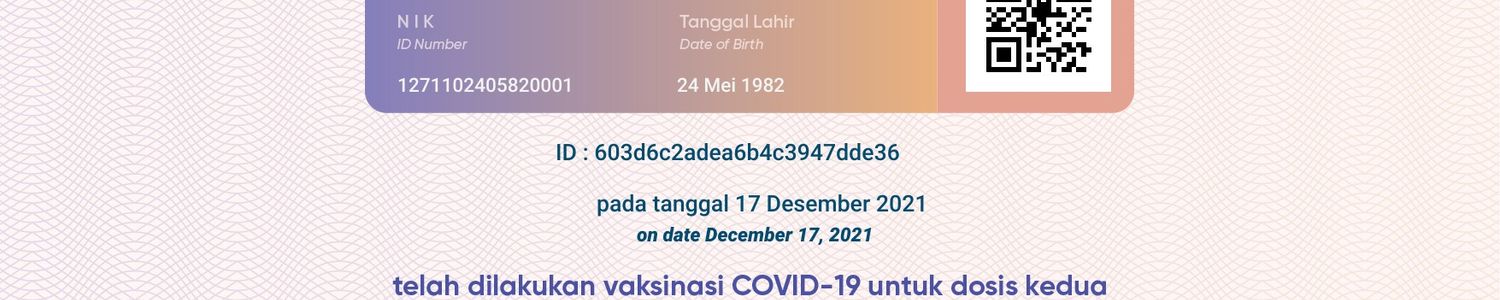 NIK Tanggal Lahir
ID Number Date of Birth
1271102405820001 24 Mei 1982
ID : 603d6c2adea6b4c3947dde36
pada tanggal 17 Desember 2021
on date December 17, 2021
telah dilakukan vaksinasi COVID-19 untuk dosis kedua